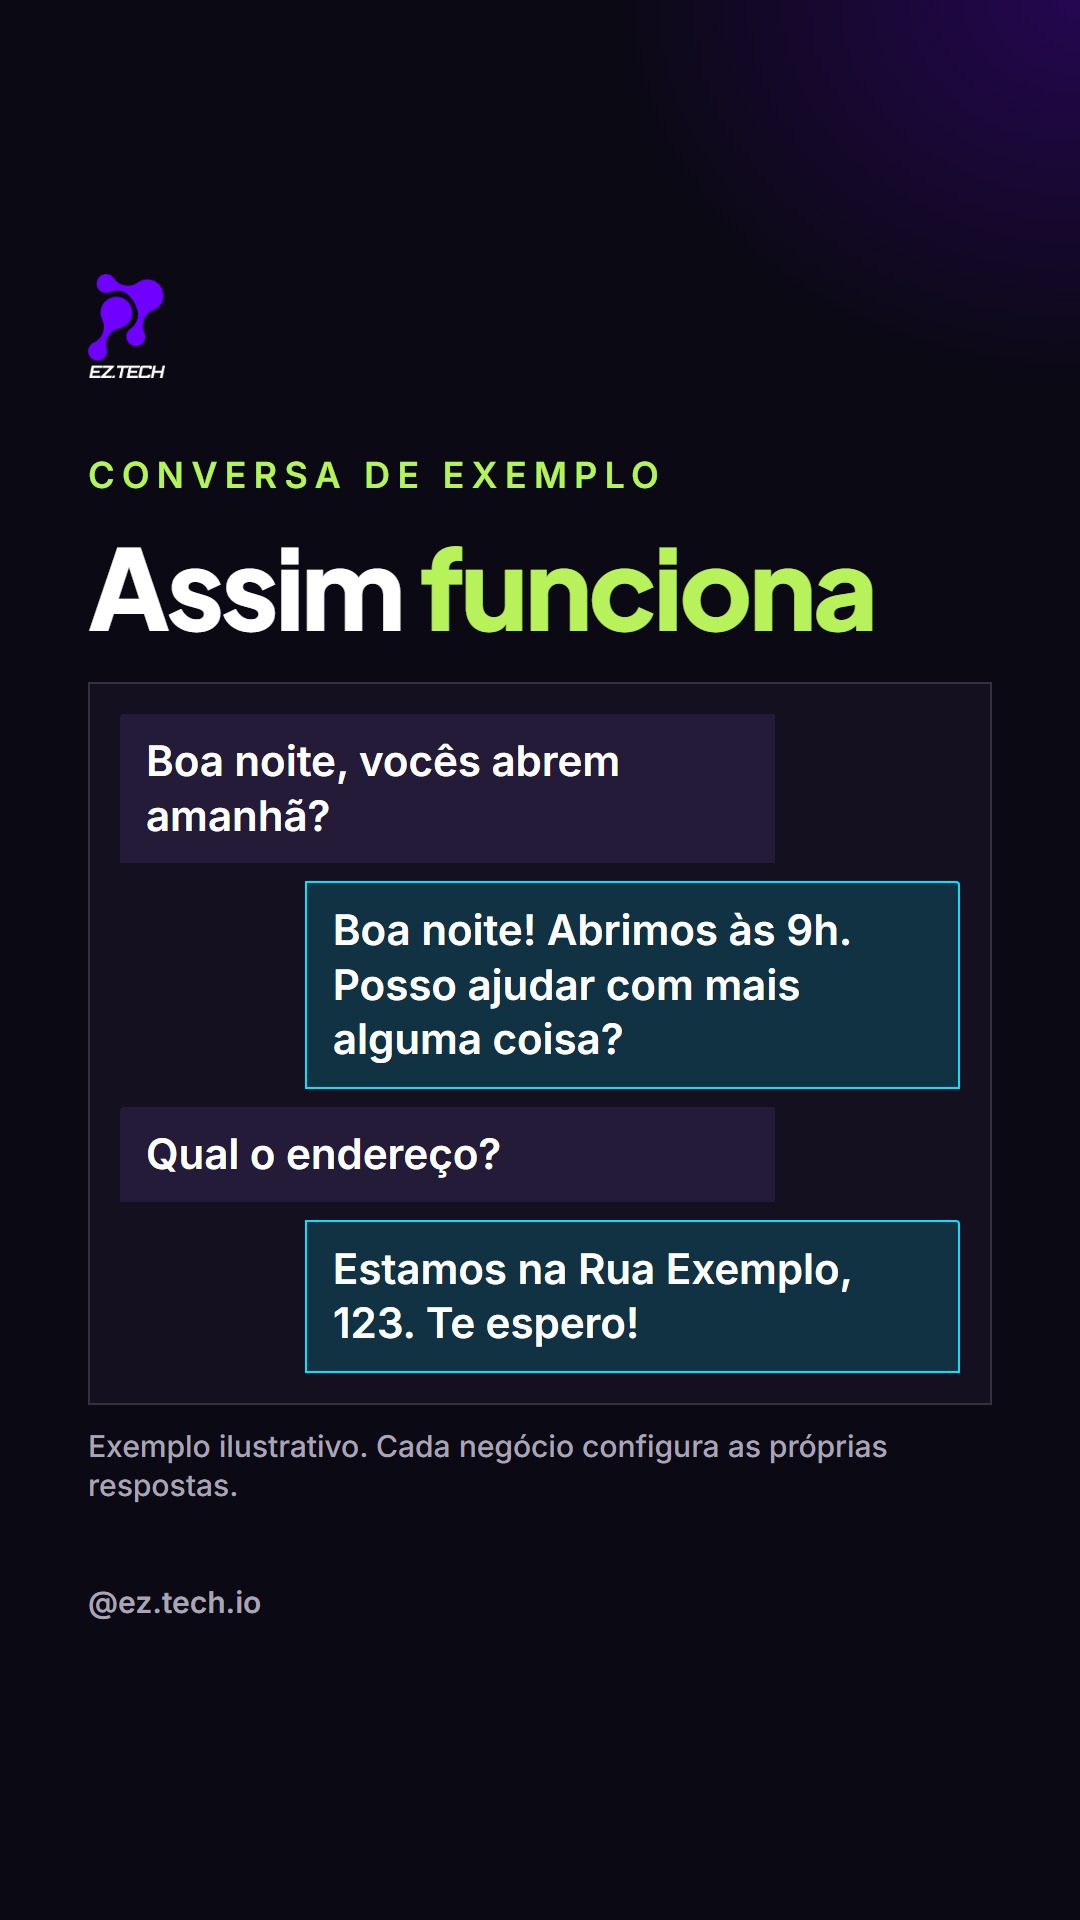 EZ.TECH
CONVERSA DE EXEMPLO
Assim funciona
Boa noite, vocês abrem
amanhã?
Boa noite! Abrimos às 9h.
Posso ajudar com mais
alguma coisa?
Qual o endereço?
Estamos na Rua Exemplo,
123. Te espero!
Exemplo ilustrativo. Cada negócio configura as próprias
respostas.
@ez.tech.io